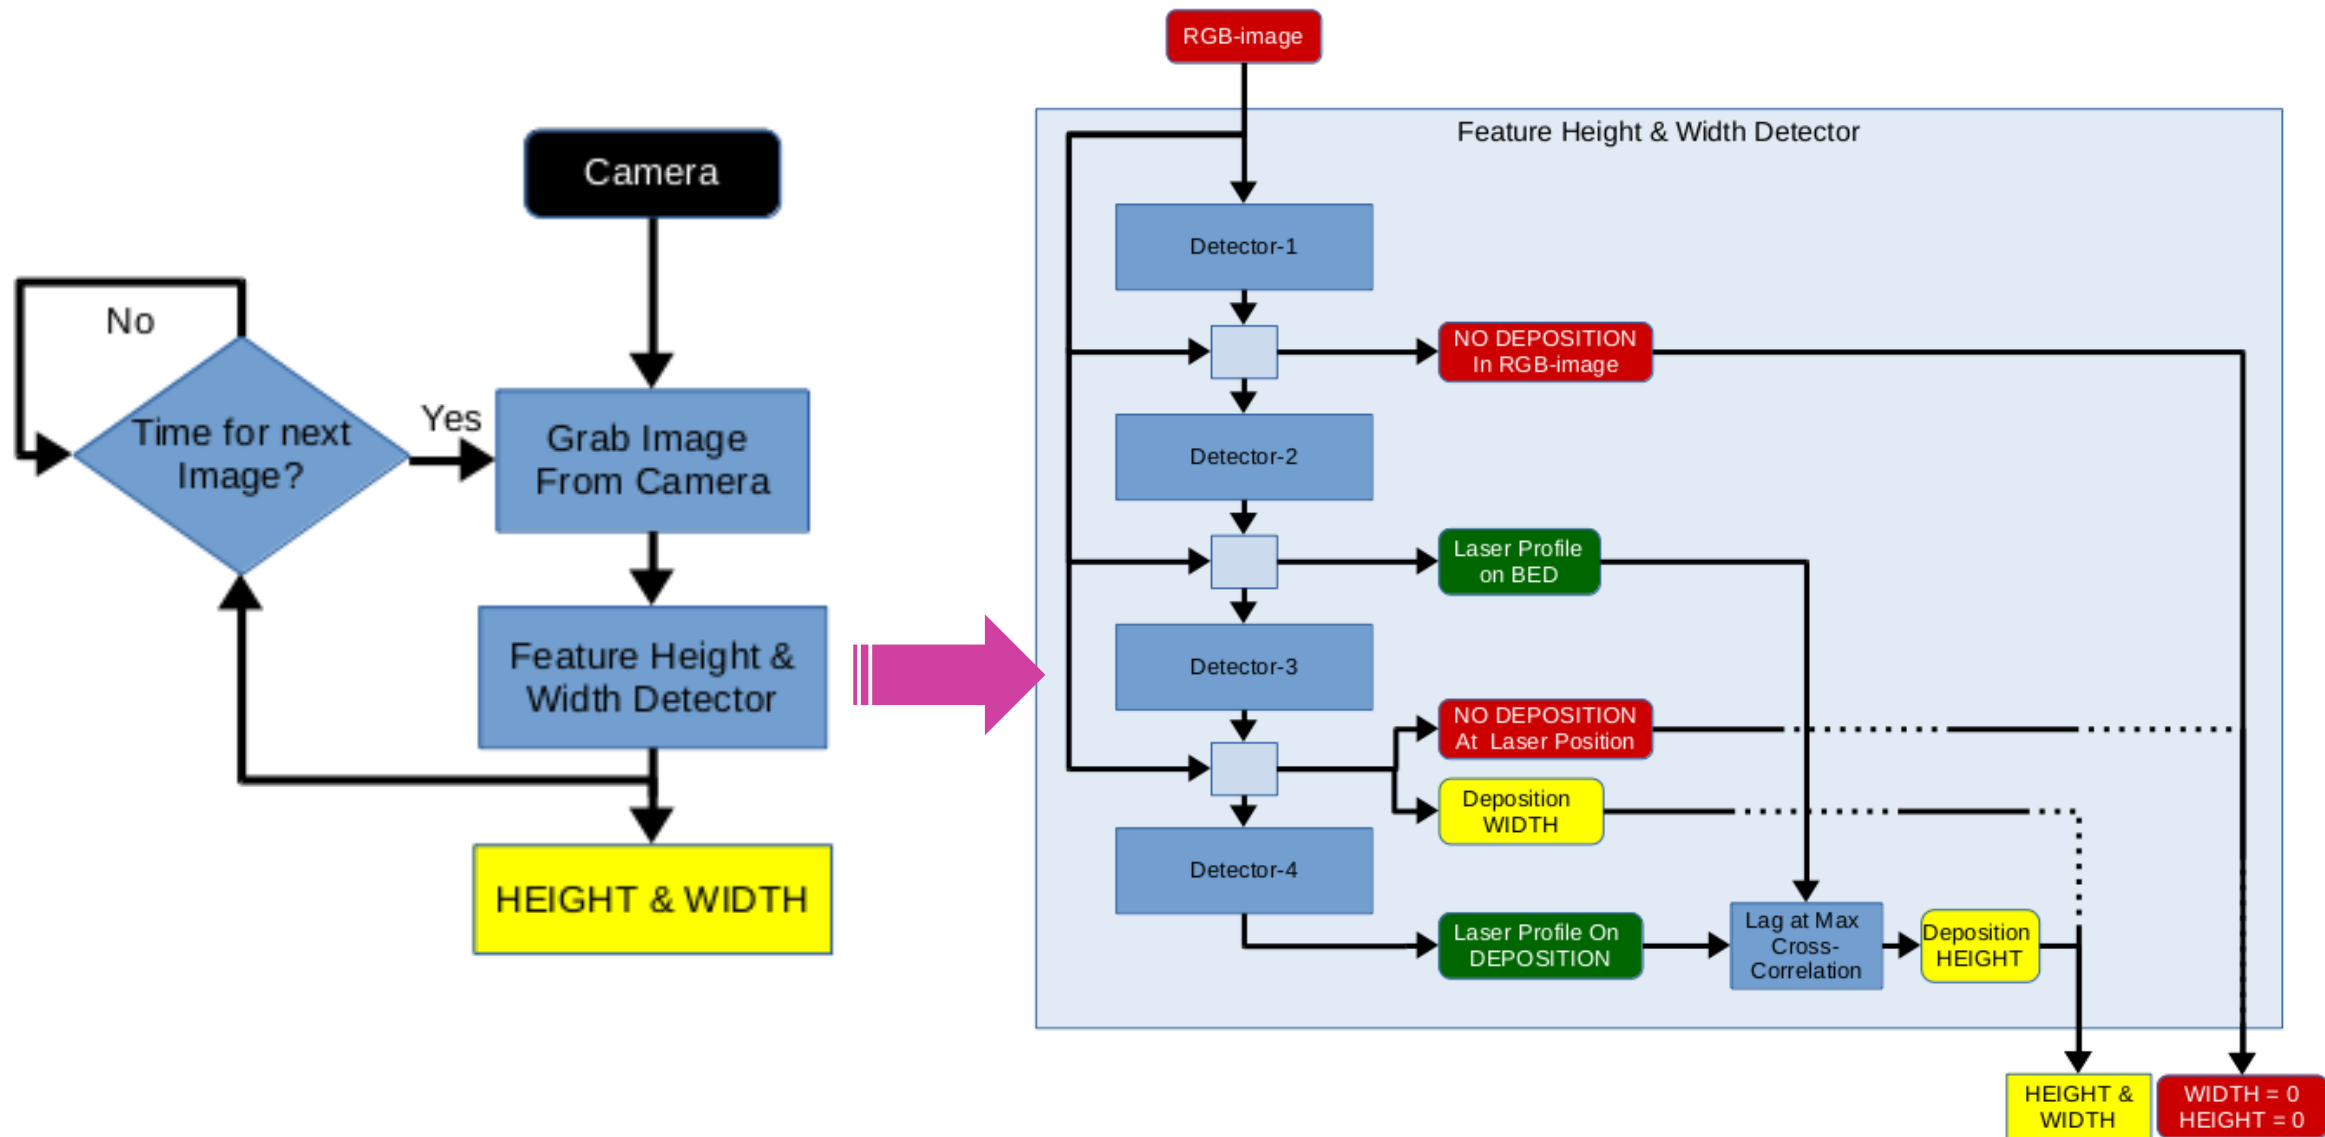 Camera
No
Time for next
Image?
Yes
Grab Image
From Camera
Feature Height &
Width Detector
HEIGHT & WIDTH
RGB-image
Feature Height & Width Detector
Detector-1
NO DEPOSITION
In RGB-image
Detector-2
Laser Profile
on BED
Detector-3
NO DEPOSITION
At Laser Position
Deposition
WIDTH
Detector-4
Laser Profile On
DEPOSITION
Lag at Max
Cross-
Correlation
Deposition
HEIGHT
HEIGHT &
WIDTH
WIDTH = 0
HEIGHT = 0